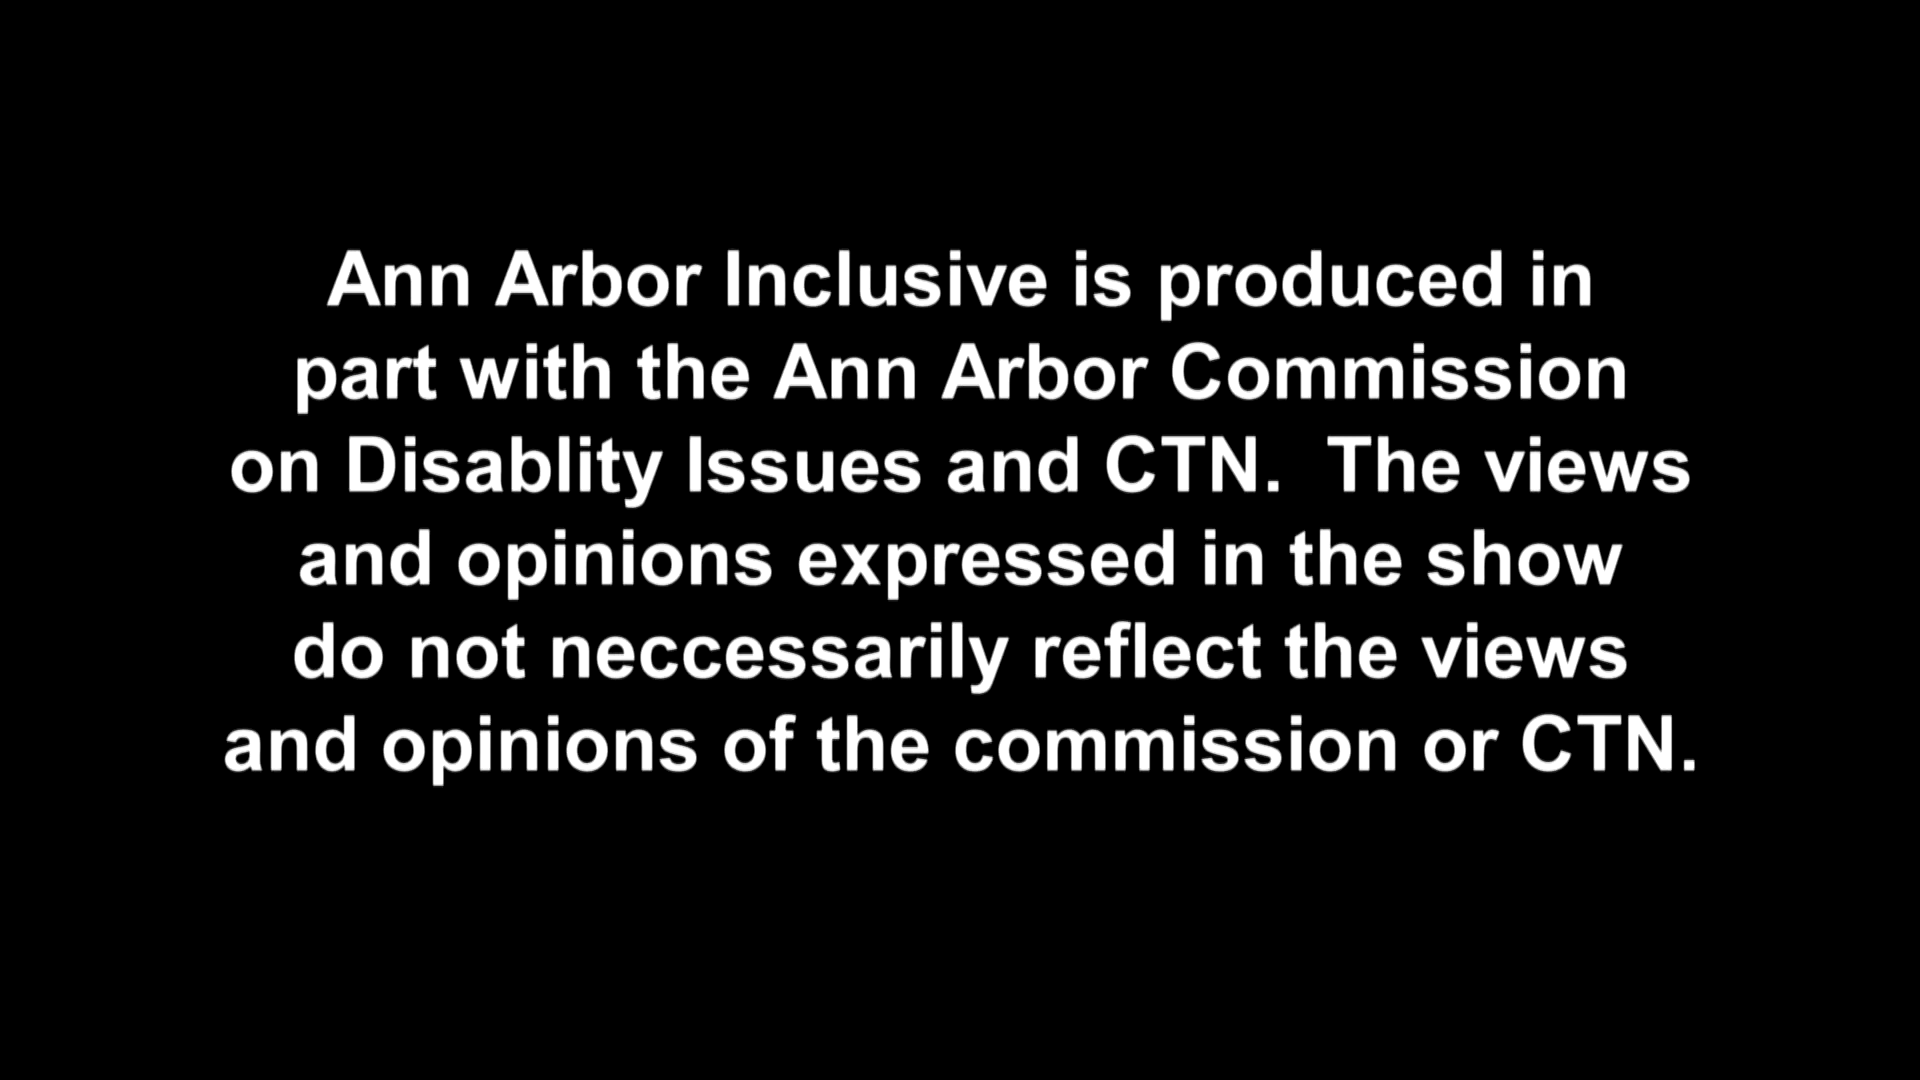 Ann Arbor Inclusive is produced in
part with the Ann Arbor Commission
on Disablity Issues and CTN.  The views
and opinions expressed in the show
do not neccessarily reflect the views
and opinions of the commission or CTN.